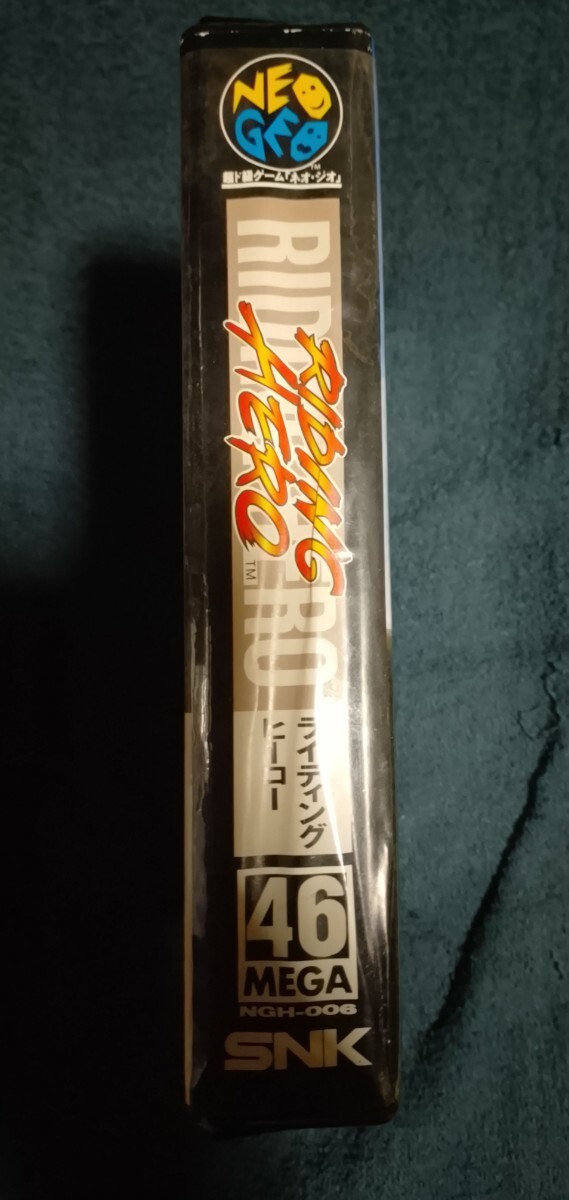 NEO
GEO
TM
超ド級ゲーム「ネオ・ジオ」
RIDING HERO
RIDING
HERO
TM
ライディング
ヒーロー
46
MEGA
NGH-006
SNK